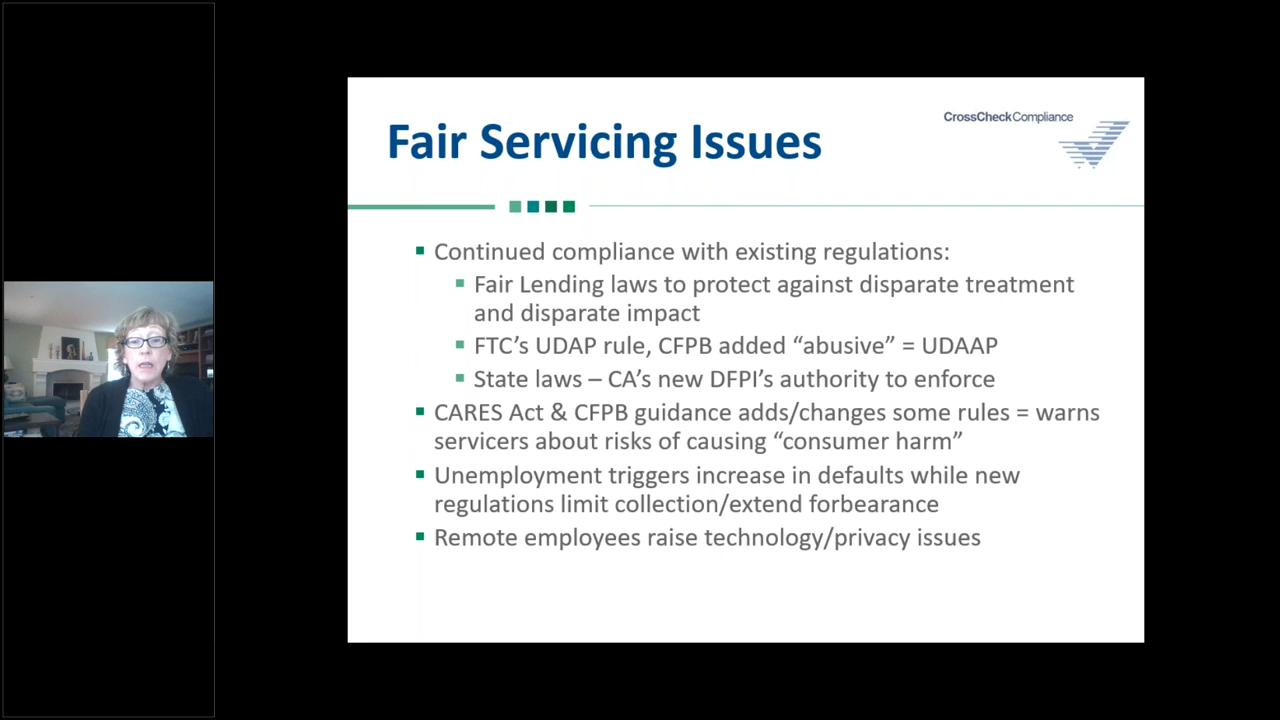 CrossCheckCompliance
Fair Servicing Issues
Continued compliance with existing regulations:
Fair Lending laws to protect against disparate treatment
and disparate impact
FTC’s UDAP rule, CFPB added “abusive” = UDAAP
State laws – CA’s new DFPI’s authority to enforce
CARES Act & CFPB guidance adds/changes some rules = warns
servicers about risks of causing “consumer harm”
Unemployment triggers increase in defaults while new
regulations limit collection/extend forbearance
Remote employees raise technology/privacy issues